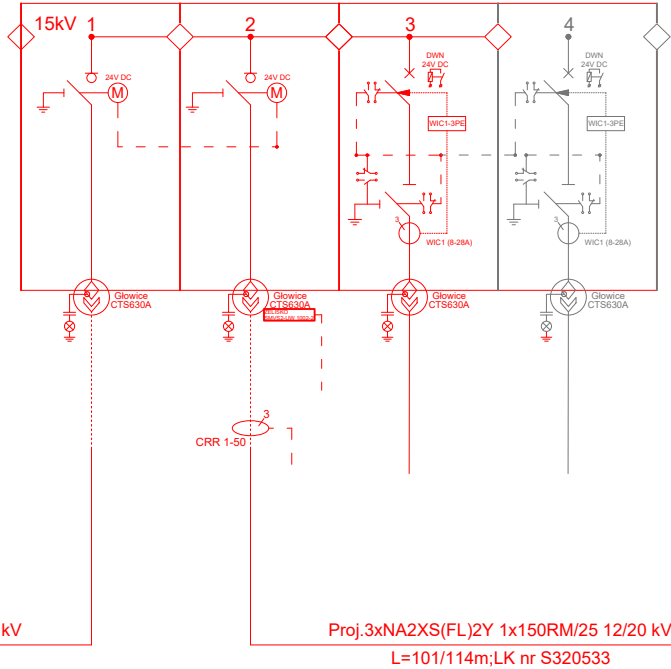 15kV 1 2 3 4
24V DC
M
24V DC
M
DWN
24V DC
WIC1-3PE
3
WIC1 (8-28A)
DWN
24V DC
WIC1-3PE
3
WIC1 (8-28A)
Głowice
CTS630A
Głowice
CTS630A
Głowice
CTS630A
Głowice
CTS630A
ZELISKO
3
CRR 1-50
kV
Proj.3xNA2XS(FL)2Y 1x150RM/25 12/20 kV
L=101/114m;LK nr S320533